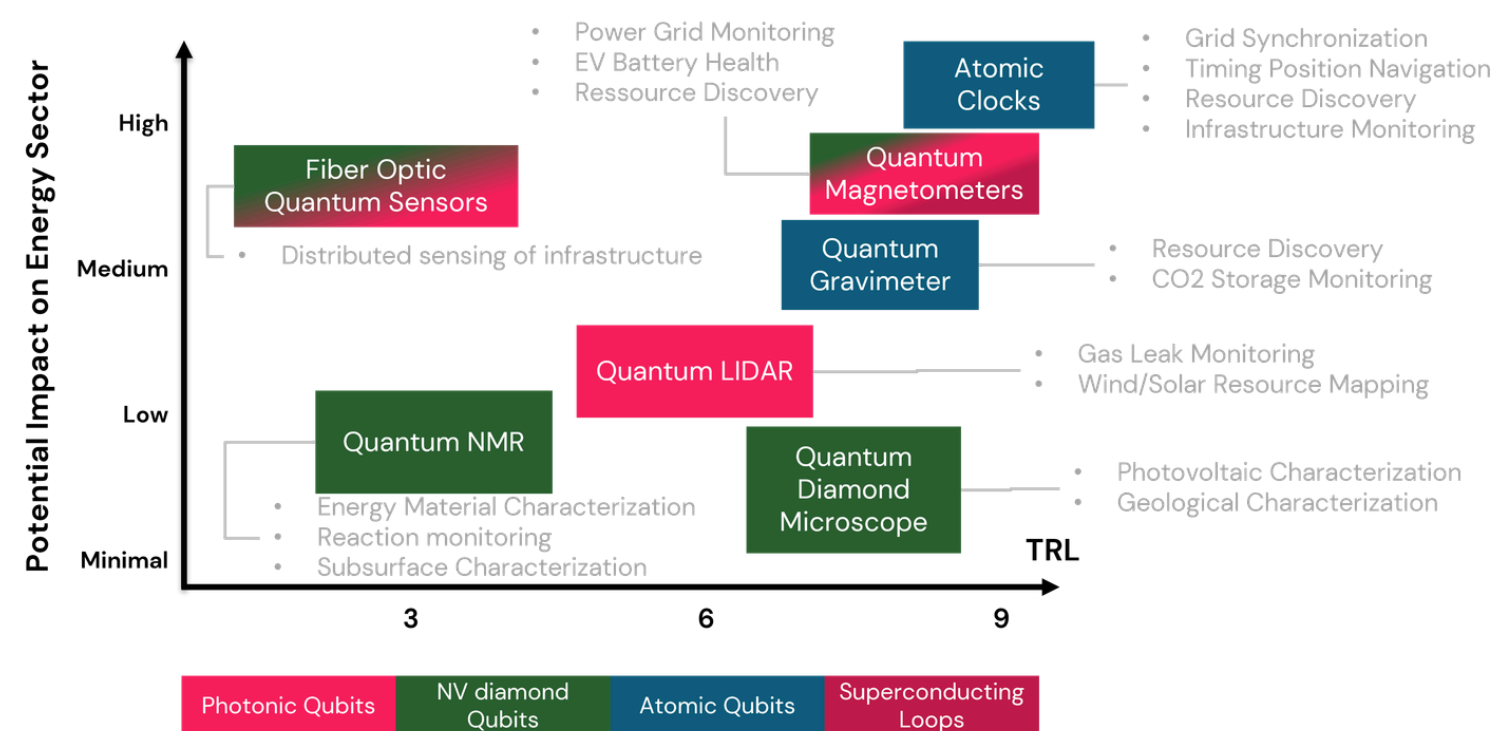 Potential Impact on Energy Sector
High
Medium
Low
Minimal
• Power Grid Monitoring
• EV Battery Health
• Ressource Discovery
Atomic
Clocks
• Grid Synchronization
• Timing Position Navigation
• Resource Discovery
• Infrastructure Monitoring
Fiber Optic
Quantum Sensors
• Distributed sensing of infrastructure
Quantum
Magnetometers
Quantum
Gravimeter
• Resource Discovery
• CO2 Storage Monitoring
Quantum LIDAR
• Gas Leak Monitoring
• Wind/Solar Resource Mapping
Quantum NMR
• Energy Material Characterization
• Reaction monitoring
• Subsurface Characterization
Quantum
Diamond
Microscope
• Photovoltaic Characterization
• Geological Characterization
TRL
3
6
9
Photonic Qubits
NV diamond
Qubits
Atomic Qubits
Superconducting
Loops